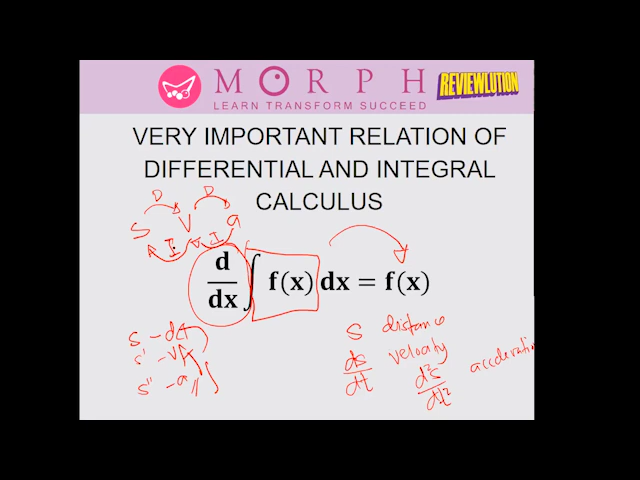 MORPH
REVIEWLUTION
LEARN TRANSFORM SUCCEED
VERY IMPORTANT RELATION OF
DIFFERENTIAL AND INTEGRAL
CALCULUS
D D
S V a
I I
d/dx ∫ f(x) dx = f(x)
S distance
ds/dt velocity
d²s/dt² acceleration
S -
S' - V
S'' - a